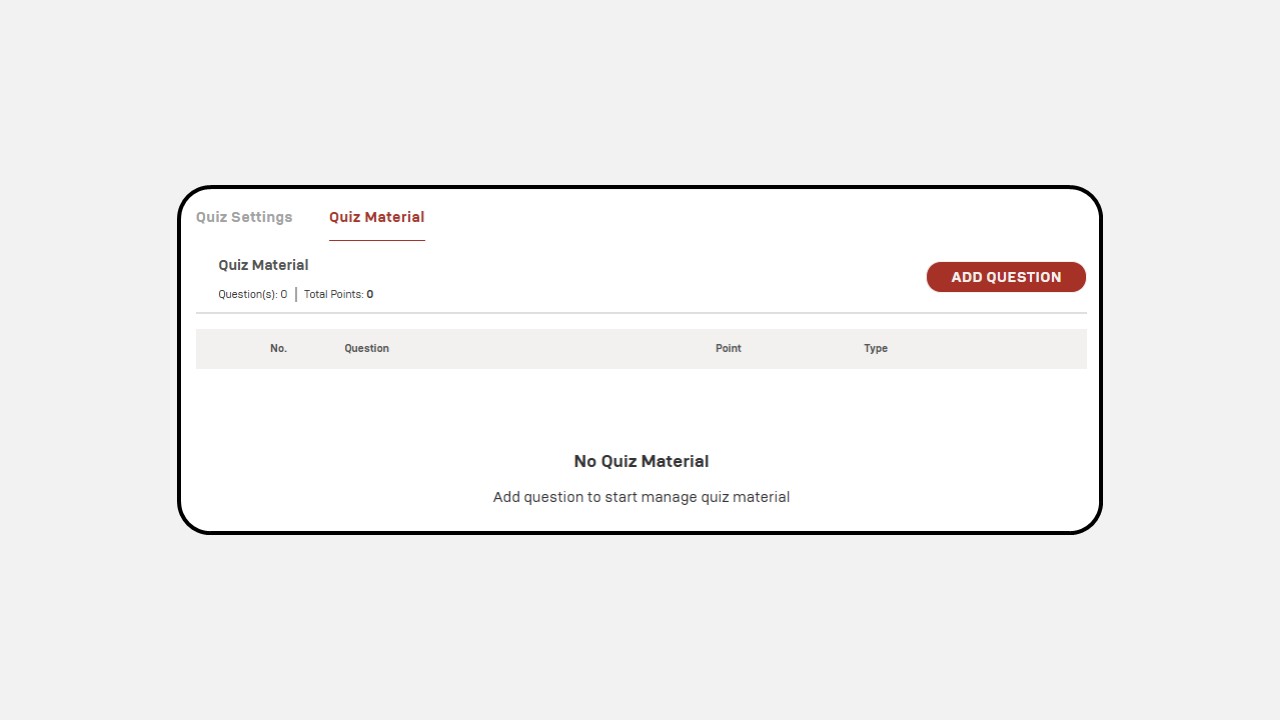 Quiz Settings Quiz Material
Quiz Material
ADD QUESTION
Question(s): 0 | Total Points: 0
No. Question Point Type
No Quiz Material
Add question to start manage quiz material